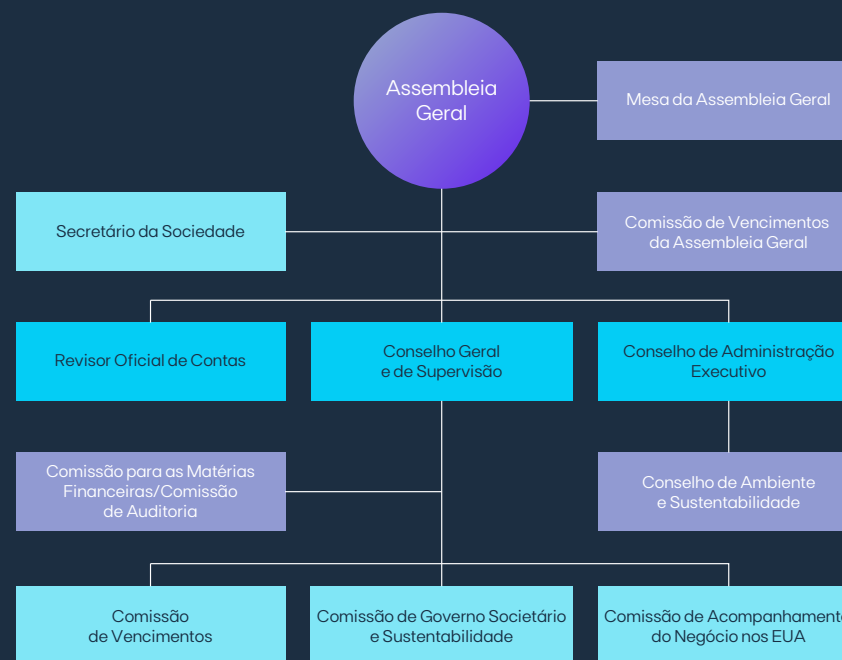 Assembleia
Geral
Mesa da Assembleia Geral
Secretário da Sociedade
Comissão de Vencimentos
da Assembleia Geral
Revisor Oficial de Contas
Conselho Geral
e de Supervisão
Conselho de Administração
Executivo
Comissão para as Matérias
Financeiras/Comissão
de Auditoria
Conselho de Ambiente
e Sustentabilidade
Comissão
de Vencimentos
Comissão de Governo Societário
e Sustentabilidade
Comissão de Acompanhamento
do Negócio nos EUA